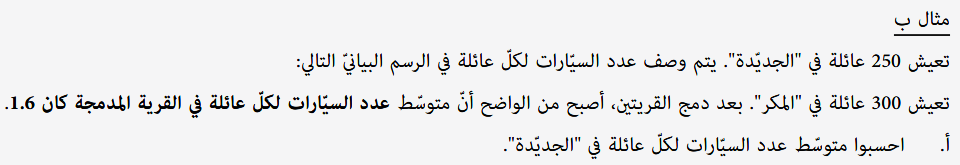 مثال ب
تعيش 250 عائلة في "الجديّدة". يتم وصف عدد السيّارات لكلّ عائلة في الرسم البيانيّ التالي:
تعيش 300 عائلة في "المكر". بعد دمج القريتين، أصبح من الواضح أنّ متوسّط عدد السيّارات لكلّ عائلة في القرية المدمجة كان 1.6.
أ. احسبوا متوسّط عدد السيّارات لكلّ عائلة في "الجديّدة".